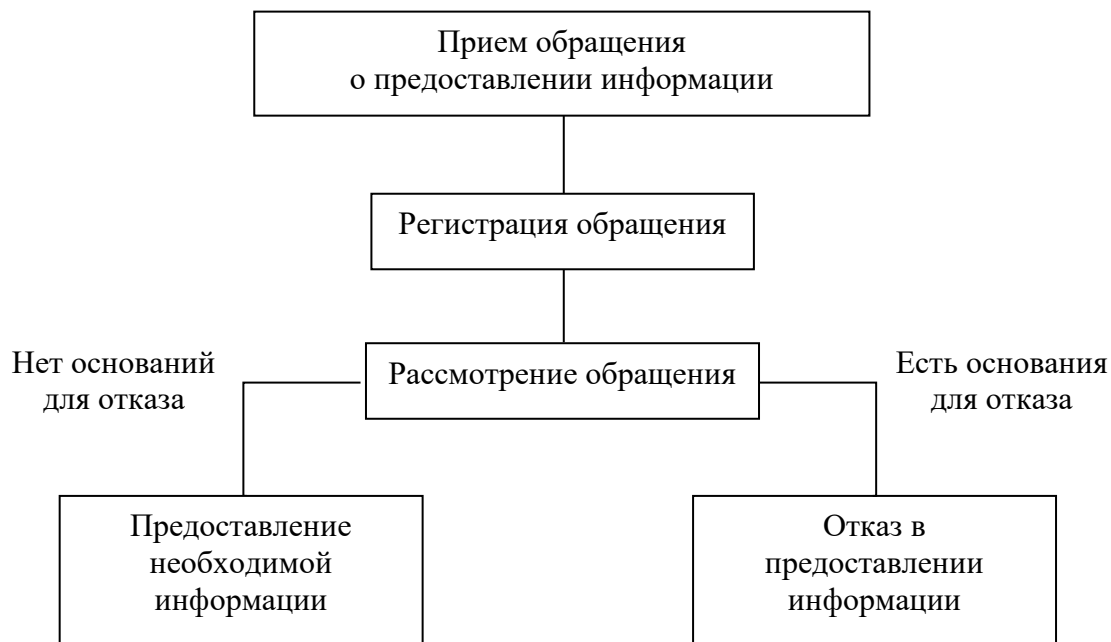 Прием обращения
о предоставлении информации
Регистрация обращения
Нет оснований
для отказа
Рассмотрение обращения
Есть основания
для отказа
Предоставление
необходимой
информации
Отказ в
предоставлении
информации